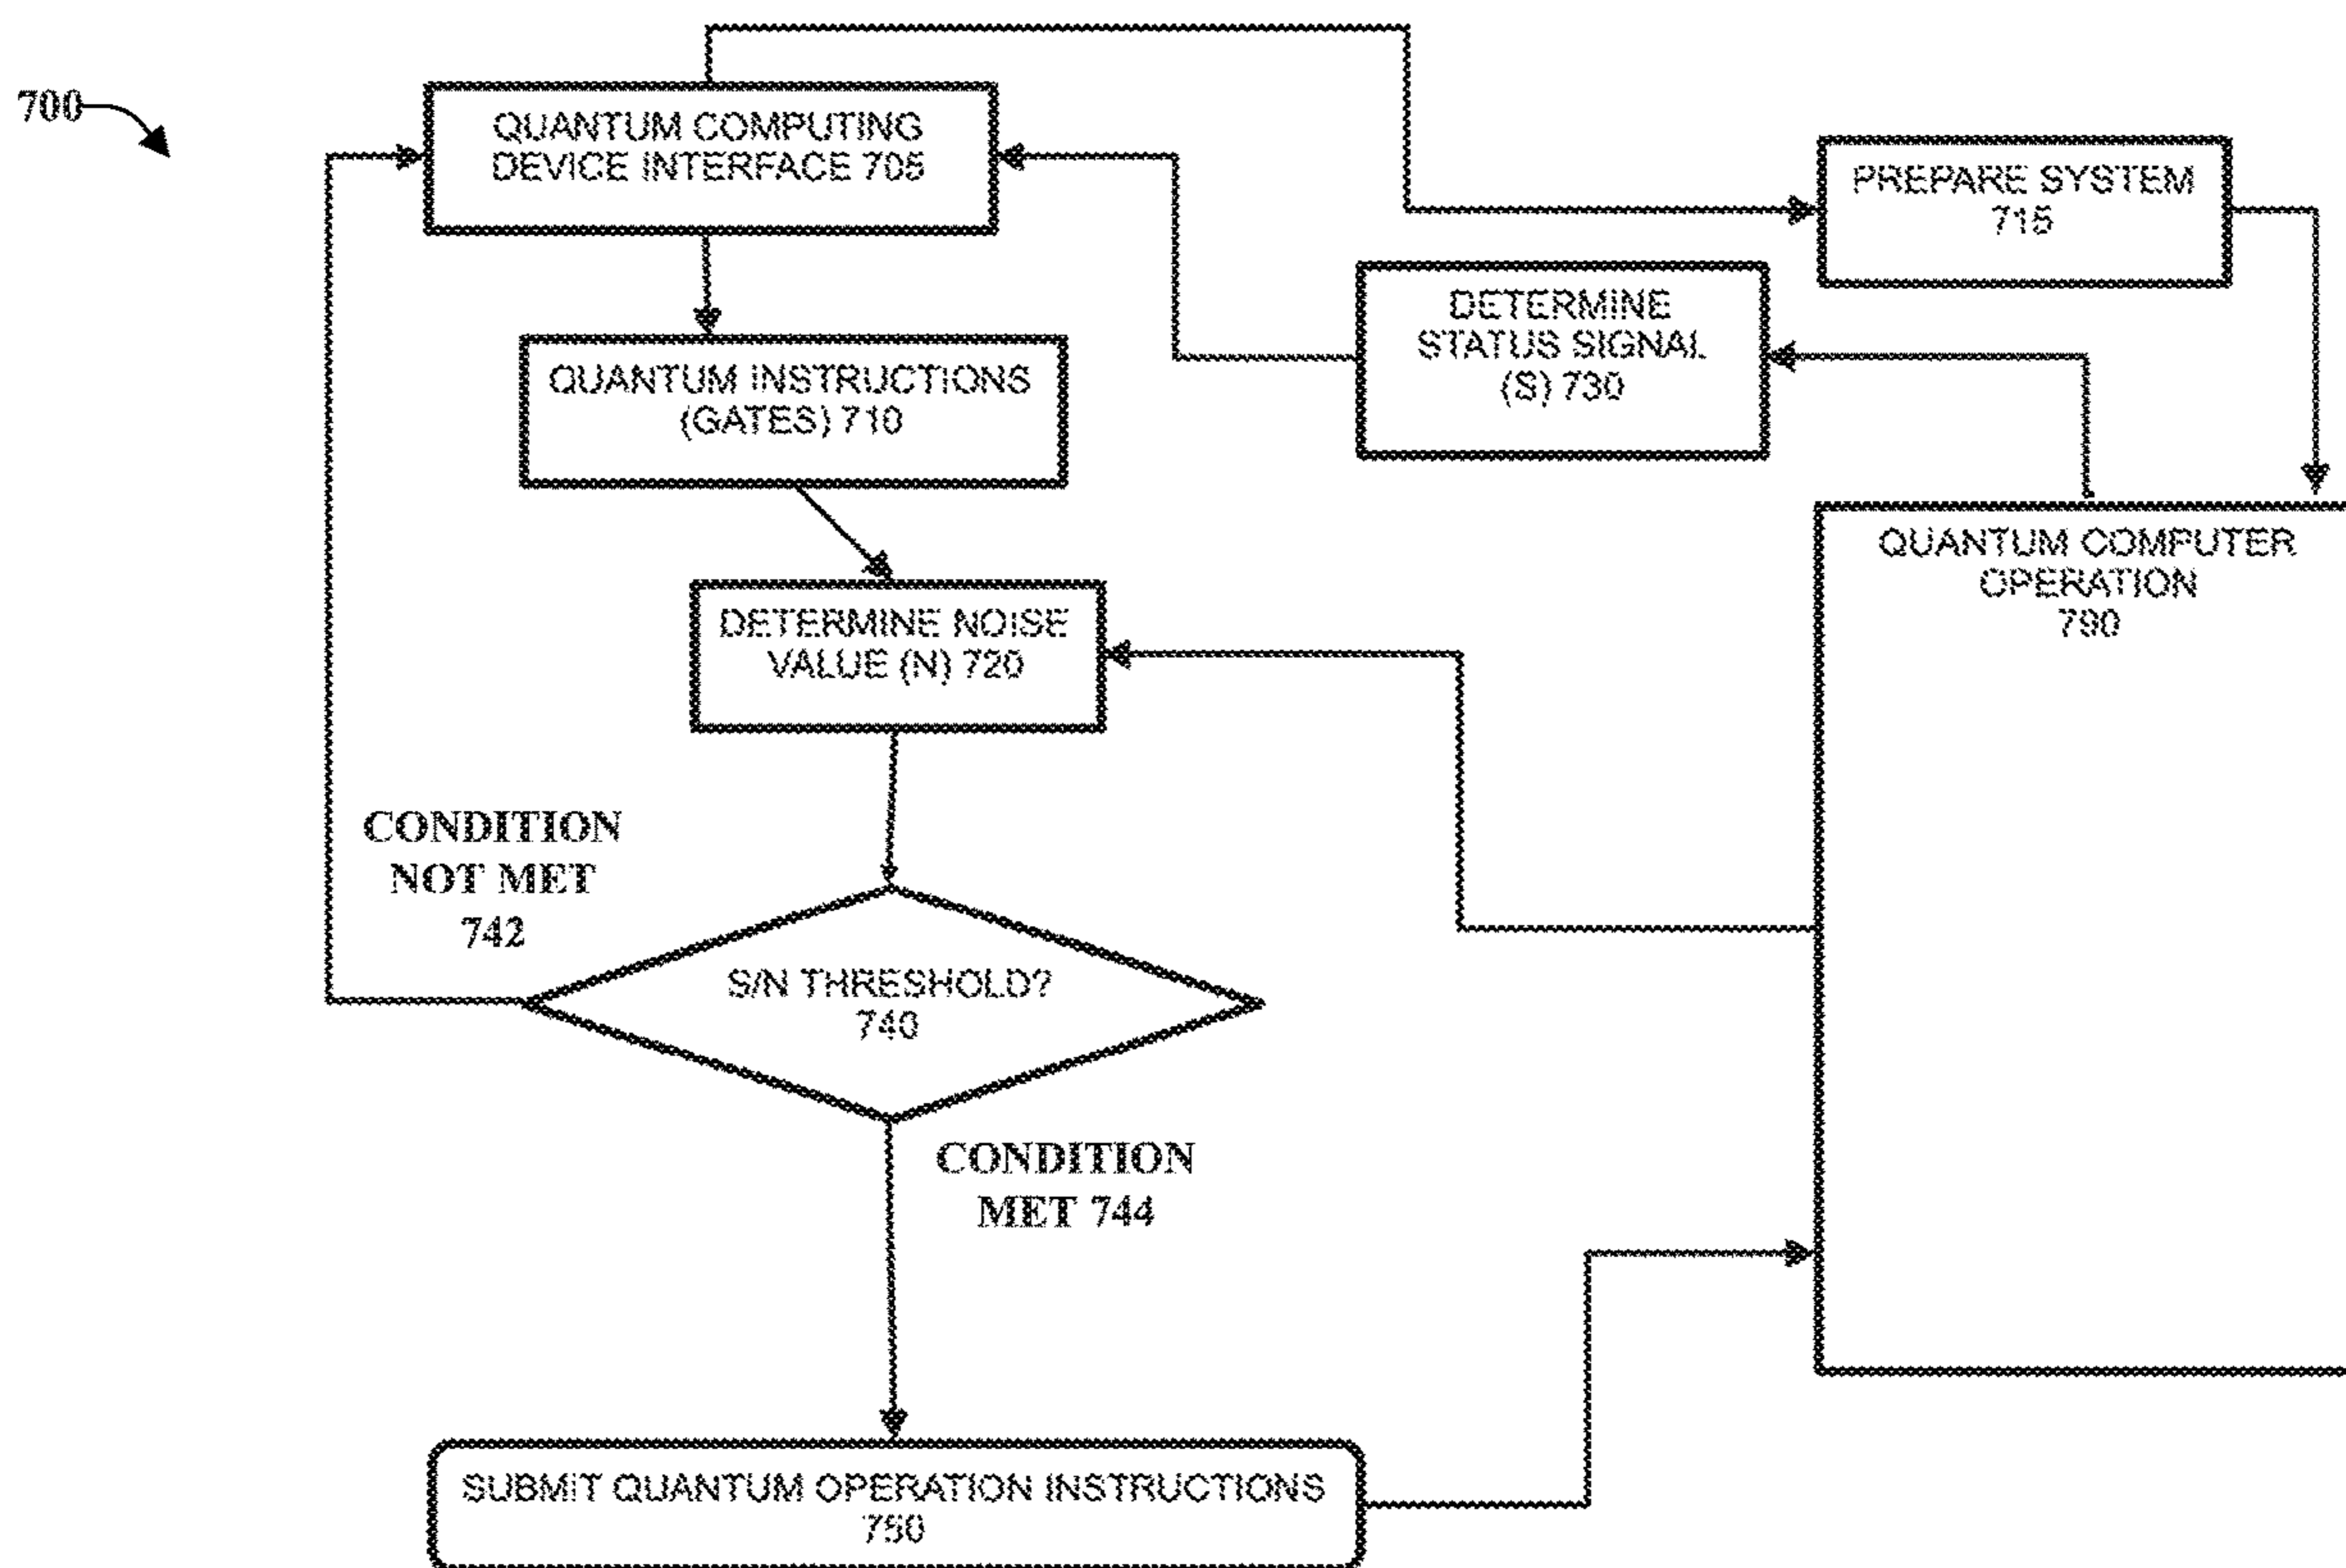 700
QUANTUM COMPUTING
DEVICE INTERFACE 705
PREPARE SYSTEM
715
DETERMINE
STATUS SIGNAL
(S) 730
QUANTUM INSTRUCTIONS
(GATES) 710
QUANTUM COMPUTER
OPERATION
790
DETERMINE NOISE
VALUE (N) 720
CONDITION
NOT MET
742
S/N THRESHOLD?
740
CONDITION
MET 744
SUBMIT QUANTUM OPERATION INSTRUCTIONS
750